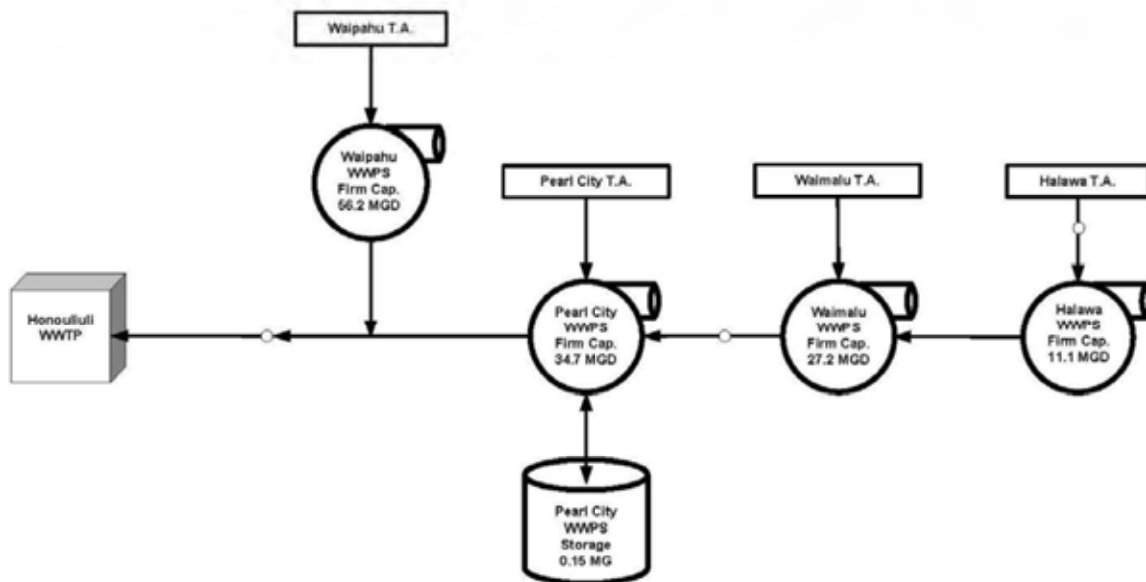 Waipahu T.A.
Waipahu
WWPS
Firm Cap.
56.2 MGD
Pearl City T.A.
Waimalu T.A.
Halawa T.A.
Honouliuli
WWTP
Pearl City
WWPS
Firm Cap.
34.7 MGD
Waimalu
WWPS
Firm Cap.
27.2 MGD
Halawa
WWPS
Firm Cap.
11.1 MGD
Pearl City
WWPS
Storage
0.15 MG